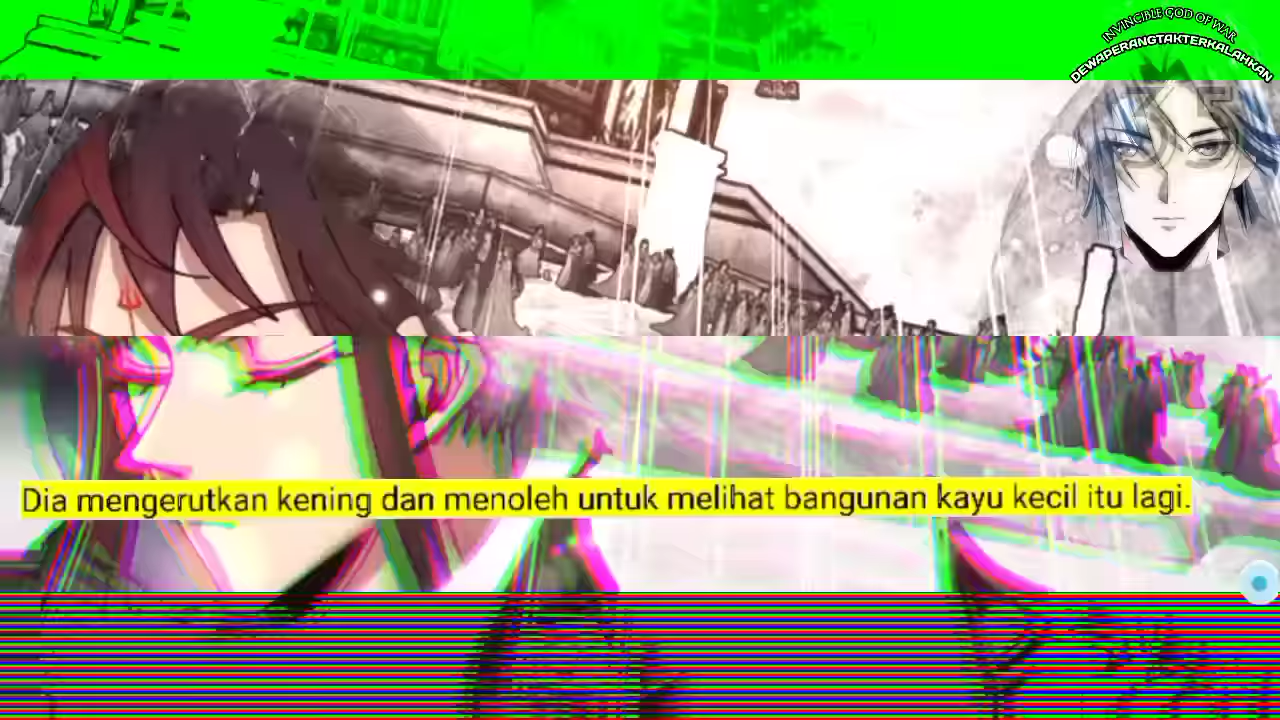 INVINCIBLE GOD OF WAR
DEWAPERANGTAKTERKALAHKAN
Dia mengerutkan kening dan menoleh untuk melihat bangunan kayu kecil itu lagi.